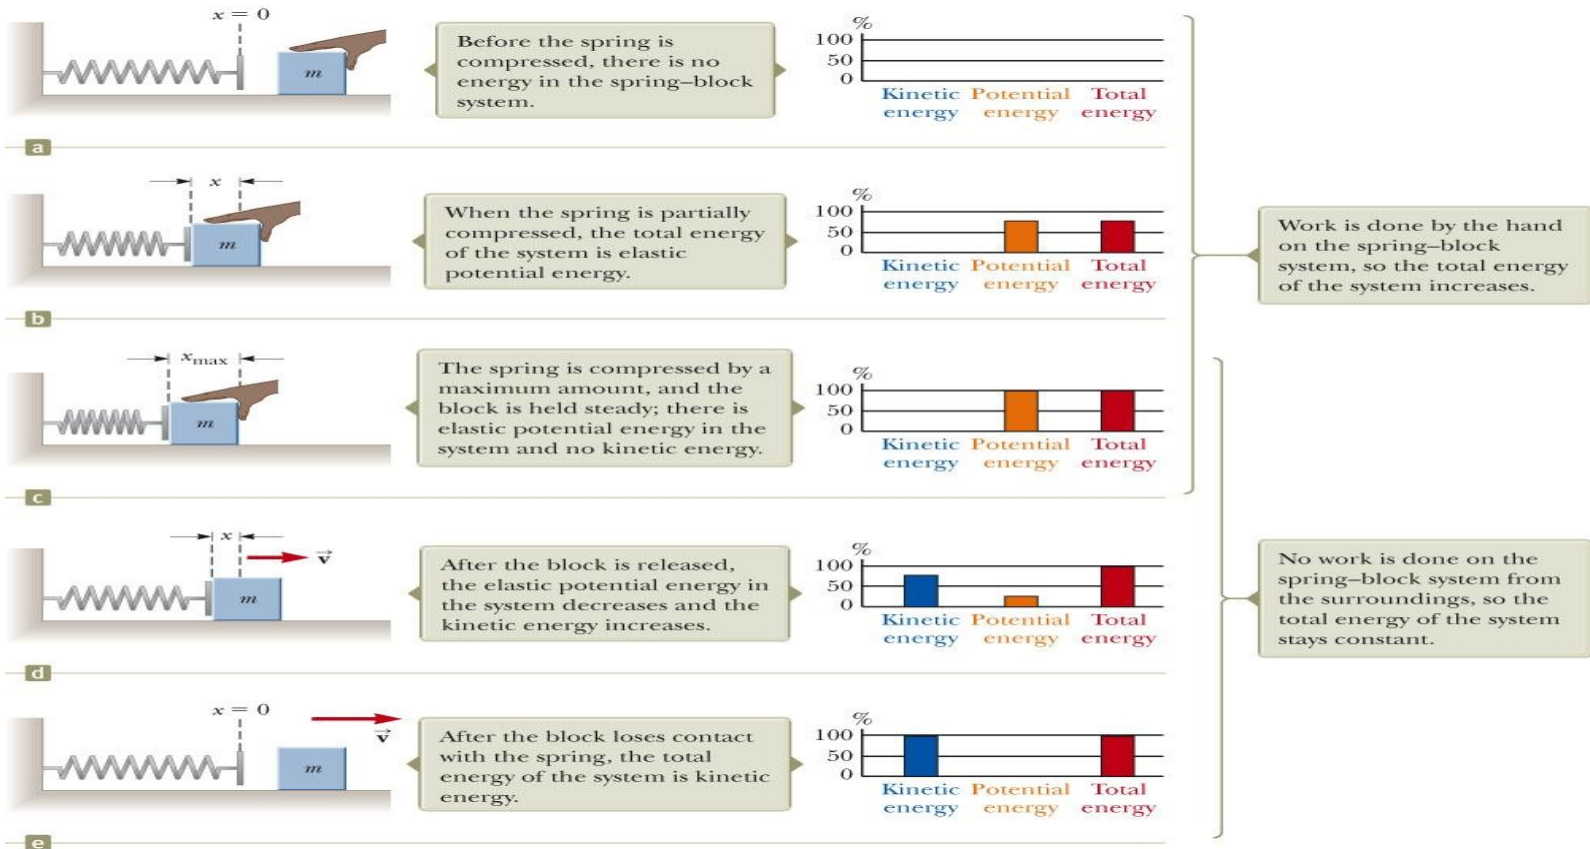 x = 0
m
Before the spring is
compressed, there is no
energy in the spring–block
system.
%
100
50
0
Kinetic energy
Potential energy
Total energy
a
x
m
When the spring is partially
compressed, the total energy
of the system is elastic
potential energy.
%
100
50
0
Kinetic energy
Potential energy
Total energy
b
Work is done by the hand
on the spring–block
system, so the total energy
of the system increases.
xmax
m
The spring is compressed by a
maximum amount, and the
block is held steady; there is
elastic potential energy in the
system and no kinetic energy.
%
100
50
0
Kinetic energy
Potential energy
Total energy
c
x
v
m
After the block is released,
the elastic potential energy in
the system decreases and the
kinetic energy increases.
%
100
50
0
Kinetic energy
Potential energy
Total energy
d
No work is done on the
spring–block system from
the surroundings, so the
total energy of the system
stays constant.
x = 0
v
m
After the block loses contact
with the spring, the total
energy of the system is kinetic
energy.
%
100
50
0
Kinetic energy
Potential energy
Total energy
e